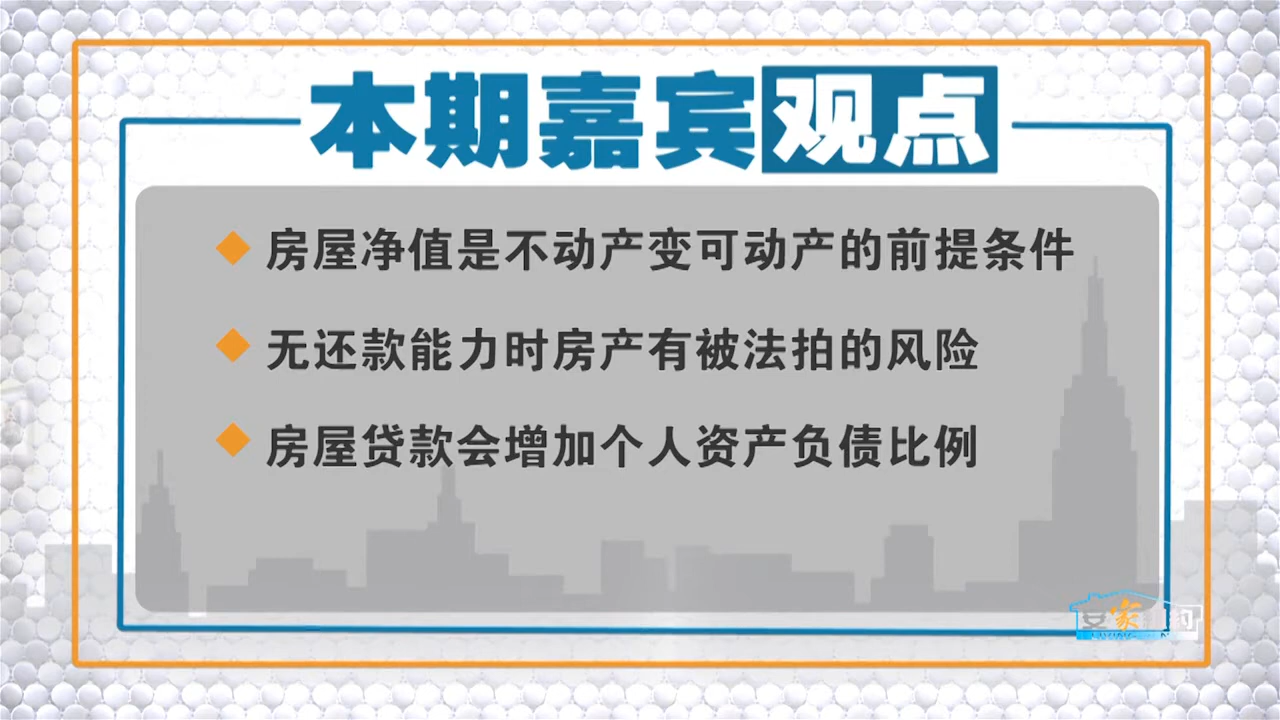 本期嘉宾观点
房屋净值是不动产变可动产的前提条件
无还款能力时房产有被法拍的风险
房屋贷款会增加个人资产负债比例
安家